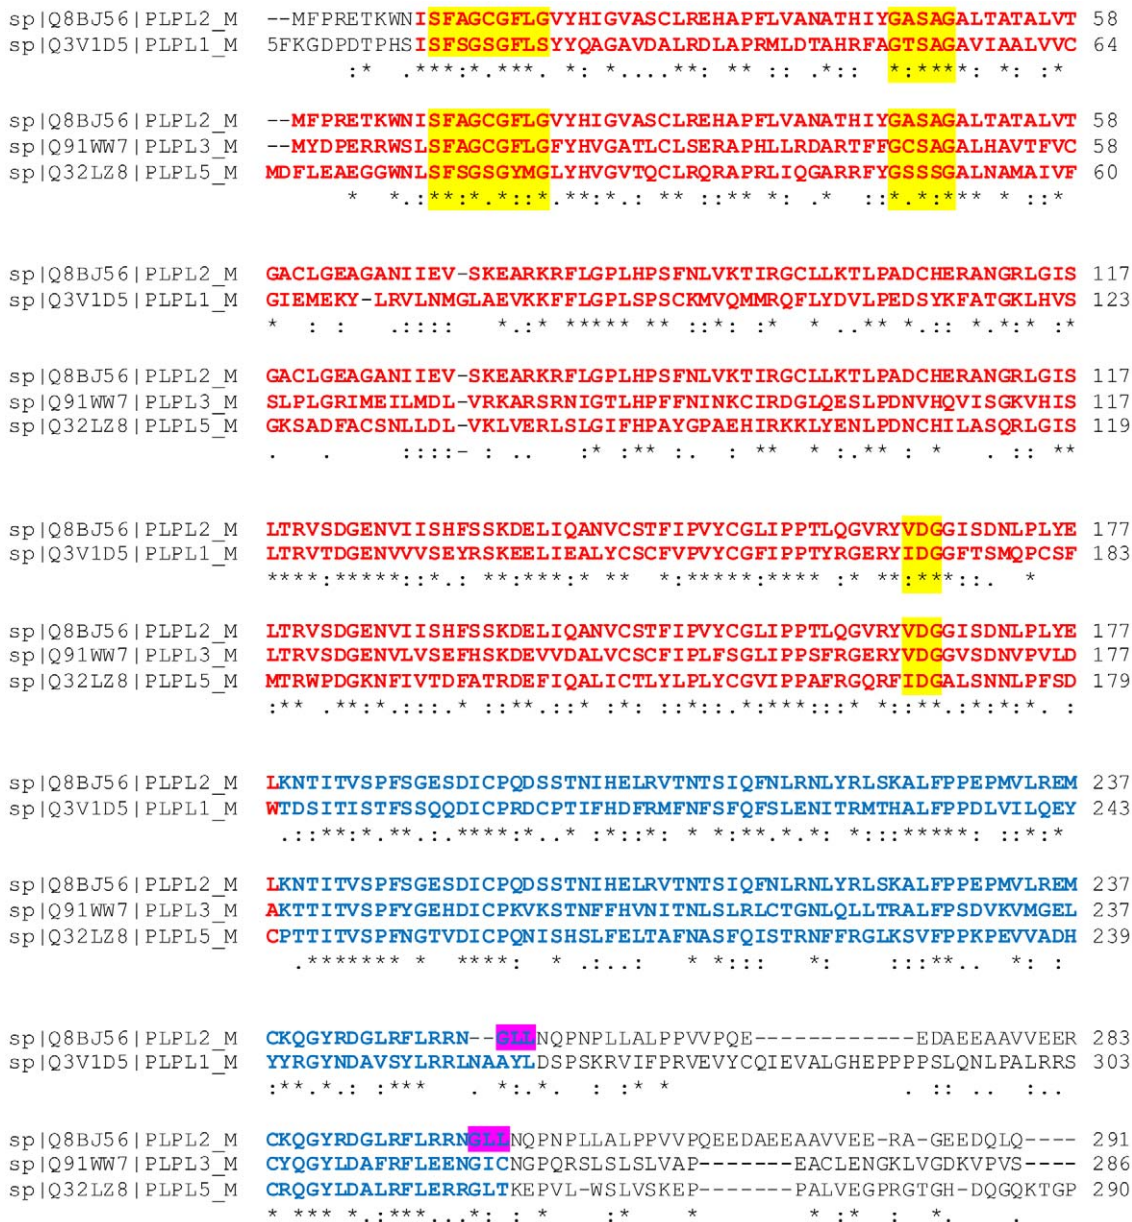 sp|Q8BJ56|PLPL2_M --MFPRETKWNISFAGCGFLGVYHIGVASCLREHAPFLVANATHIYGASAGALTATALVT 58
sp|Q3V1D5|PLPL1_M 5FKGDPDTPHSISFSGSGFLSYYQAGAVDALRDLAPRMLDTAHRFAGTSAGAVIAALVVC 64
:* .***:*.***. *: *....**: ** :: .*:: *:****: *: *: *
sp|Q8BJ56|PLPL2_M --MFPRETKWNISFAGCGFLGVYHIGVASCLREHAPFLVANATHIYGASAGALTATALVT 58
sp|Q91WW7|PLPL3_M --MYDPERRWSLSFAGCGFLGFYHVGATLCLSERAPHLLRDARTFFGCSAGALHAVTFVC 58
sp|Q32LZ8|PLPL5_M MDFLEAEGGWNLSFSGSGYMGLYHVGVTQCLRQRAPRLIQGARRFYGSSSGALNAMAIVF 60
* *.:**:*.*::*.**:*.: ** ::**:*: .* ::*.*:*** * ::*
sp|Q8BJ56|PLPL2_M GACLGEAGANIIEV-SKEARKRFLGPLHPSFNLVKTIRGCLLKTLPADCHERANGRLGIS 117
sp|Q3V1D5|PLPL1_M GIEMEKY-LRVLNMGLAEVKKFFLGPLSPSCKMVQMMRQFLYDVLPEDSYKFATGKLHVS 123
* : : .:::: *.:* ***** ** ::*: :* * ..** *.:: *.*:* :*
sp|Q8BJ56|PLPL2_M GACLGEAGANIIEV-SKEARKRFLGPLHPSFNLVKTIRGCLLKTLPADCHERANGRLGIS 117
sp|Q91WW7|PLPL3_M SLPLGRIMEILMDL-VRKARSRNIGTLHPFFNINKCIRDGLQESLPDNVHQVISGKVHIS 117
sp|Q32LZ8|PLPL5_M GKSADFACSNLLDL-VKLVERLSLGIFHPAYGPAEHIRKKLYENLPDNCHILASQRLGIS 119
. . ::::- : .. :* :** :. : ** * :.** : * . :: **
sp|Q8BJ56|PLPL2_M LTRVSDGENVIISHFSSKDELIQANVCSTFIPVYCGLIPPTLQGVRYVDGGISDNLPLYE 177
sp|Q3V1D5|PLPL1_M LTRVTDGENVVVSEYRSKEELIEALYCSCFVPVYCGFIPPTYRGERYIDGGFTSMQPCSF 183
****:*****::*.: **:***:* ** *:*****:**** :* **:***::. *
sp|Q8BJ56|PLPL2_M LTRVSDGENVIISHFSSKDELIQANVCSTFIPVYCGLIPPTLQGVRYVDGGISDNLPLYE 177
sp|Q91WW7|PLPL3_M LTRVSDGENVLVSEFHSKDEVVDALVCSCFIPLFSGLIPPSFRGERYVDGGVSDNVPVLD 177
sp|Q32LZ8|PLPL5_M MTRWPDGKNFIVTDFATRDEFIQALICTLYLPLYCGVIPPAFRGQRFIDGALSNNLPFSD 179
:** .**:*.:::.* ::**.::* :*: ::*::.*:***::* *::**.:*:*:*. :
sp|Q8BJ56|PLPL2_M LKNTITVSPFSGESDICPQDSSTNIHELRVTNTSIQFNLRNLYRLSKALFPPEPMVLREM 237
sp|Q3V1D5|PLPL1_M WTDSITISTFSSQQDICPRDCPTIFHDFRMFNFSFQFSLENITRMTHALFPPDLVILQEY 243
.::**:*.**.:.****:*..* :*::*: * *:**.*.*: *:::*****: ::*:*
sp|Q8BJ56|PLPL2_M LKNTITVSPFSGESDICPQDSSTNIHELRVTNTSIQFNLRNLYRLSKALFPPEPMVLREM 237
sp|Q91WW7|PLPL3_M AKTTITVSPFYGEHDICPKVKSTNFFHVNITNLSLRLCTGNLQLLTRALFPSDVKVMGEL 237
sp|Q32LZ8|PLPL5_M CPTTITVSPFNGTVDICPQNISHSLFELTAFNASFQISTRNFFRGLKSVFPPKPEVVADH 239
.******* * ****: * .:..: * *::: *: :::**.. *: :
sp|Q8BJ56|PLPL2_M CKQGYRDGLRFLRRN--GLLNQPNPLLALPPVVPQE------------EDAEEAAVVEER 283
sp|Q3V1D5|PLPL1_M YYRGYNDAVSYLRRLNAAYLDSPSKRVIFPRVEVYCQIEVALGHEPPPPSLQNLPALRRS 303
:**.*.: :*** . *:.*. : :* * . :: ..:..
sp|Q8BJ56|PLPL2_M CKQGYRDGLRFLRRNGLLNQPNPLLALPPVVPQEEDAEEAAVVEE-RA-GEEDQLQ---- 291
sp|Q91WW7|PLPL3_M CYQGYLDAFRFLEENGICNGPQRSLSLSLVAP-------EACLENGKLVGDKVPVS---- 286
sp|Q32LZ8|PLPL5_M CRQGYLDALRFLERRGLTKEPVL-WSLVSKEP-------PALVEGPRGTGH-DQGQKTGP 290
* *** *.:***...*: : * :* * * :* : *. .